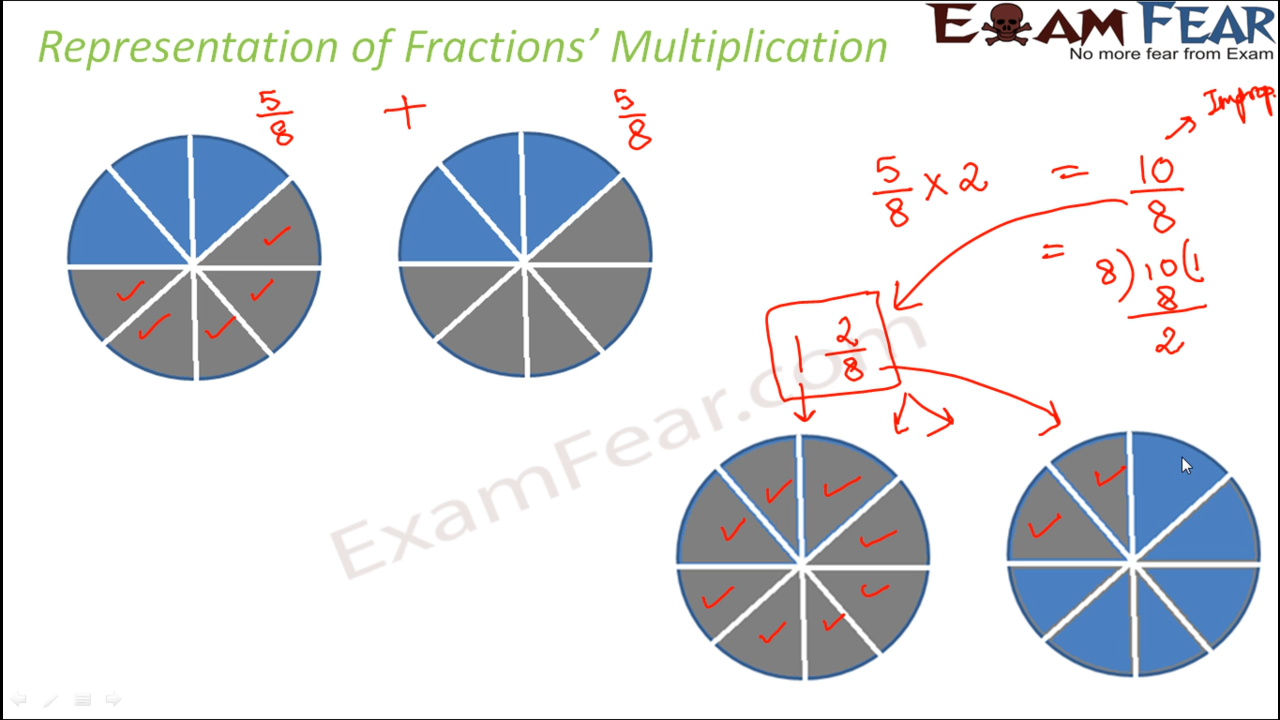 Representation of Fractions' Multiplication
EXAM FEAR
No more fear from Exam
5/8 + 5/8
Improp.
5/8 × 2 = 10/8
= 8)10(1
8
2
1 2/8
ExamFear.com